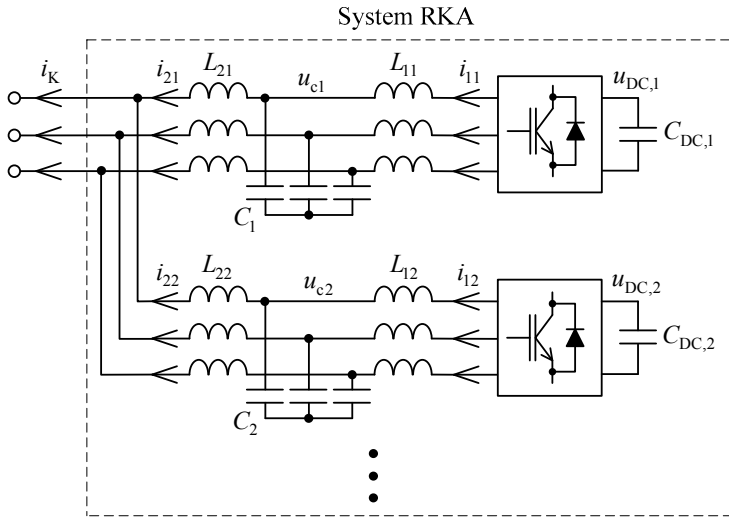 System RKA
i_K i_21 L_21 u_c1 L_11 i_11 u_DC,1
C_DC,1
C_1
i_22 L_22 u_c2 L_12 i_12 u_DC,2
C_DC,2
C_2